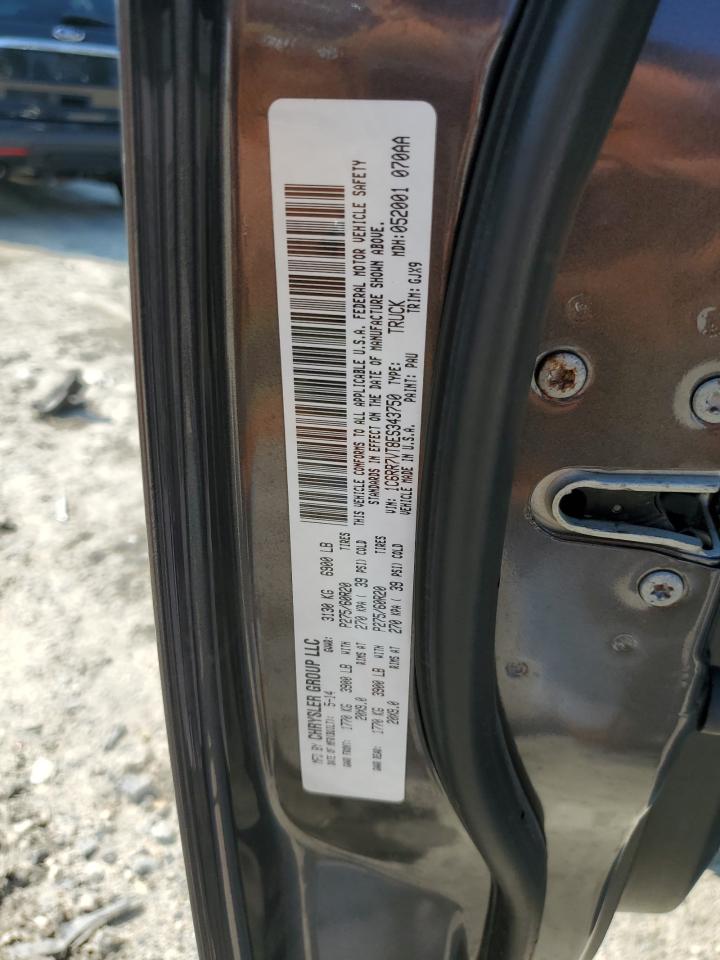 MFD BY CHRYSLER GROUP LLC
DATE OF MFR(BUILT): 5-14 GVWR: 3130 KG 6900 LB
GAWR FRONT: 1770 KG 3900 LB WITH P275/60R20 TIRES
20X9.0 RIMS AT 270 KPA ( 39 PSI) COLD
GAWR REAR: 1770 KG 3900 LB WITH P275/60R20 TIRES
20X9.0 RIMS AT 270 KPA ( 39 PSI) COLD
THIS VEHICLE CONFORMS TO ALL APPLICABLE U.S.A. FEDERAL MOTOR VEHICLE SAFETY
STANDARDS IN EFFECT ON THE DATE OF MANUFACTURE SHOWN ABOVE.
VIN: 1C6RR7VT8ES343750 TYPE: TRUCK MDH:052001 070AA
VEHICLE MADE IN U.S.A. PAINT: PAU TRIM: GJX9